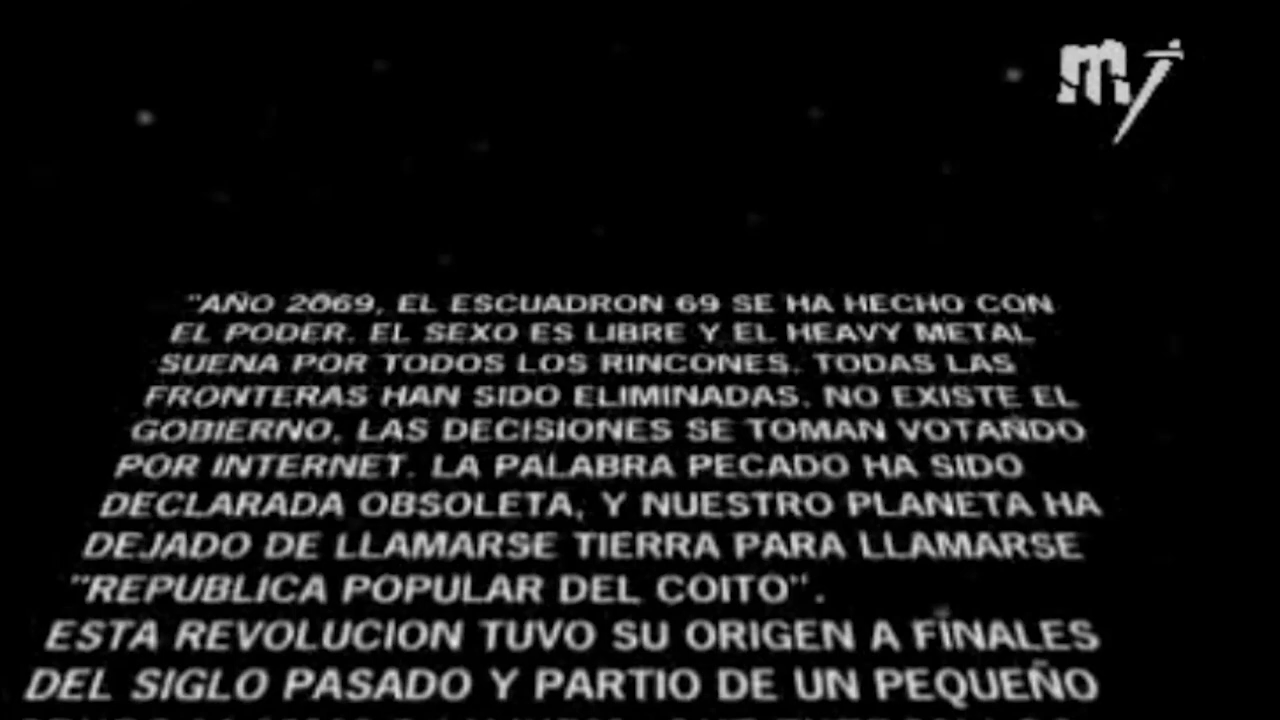 mj
"AÑO 2069, EL ESCUADRON 69 SE HA HECHO CON
EL PODER. EL SEXO ES LIBRE Y EL HEAVY METAL
SUENA POR TODOS LOS RINCONES. TODAS LAS
FRONTERAS HAN SIDO ELIMINADAS. NO EXISTE EL
GOBIERNO. LAS DECISIONES SE TOMAN VOTANDO
POR INTERNET. LA PALABRA PECADO HA SIDO
DECLARADA OBSOLETA, Y NUESTRO PLANETA HA
DEJADO DE LLAMARSE TIERRA PARA LLAMARSE
"REPUBLICA POPULAR DEL COITO".
ESTA REVOLUCION TUVO SU ORIGEN A FINALES
DEL SIGLO PASADO Y PARTIO DE UN PEQUEÑO